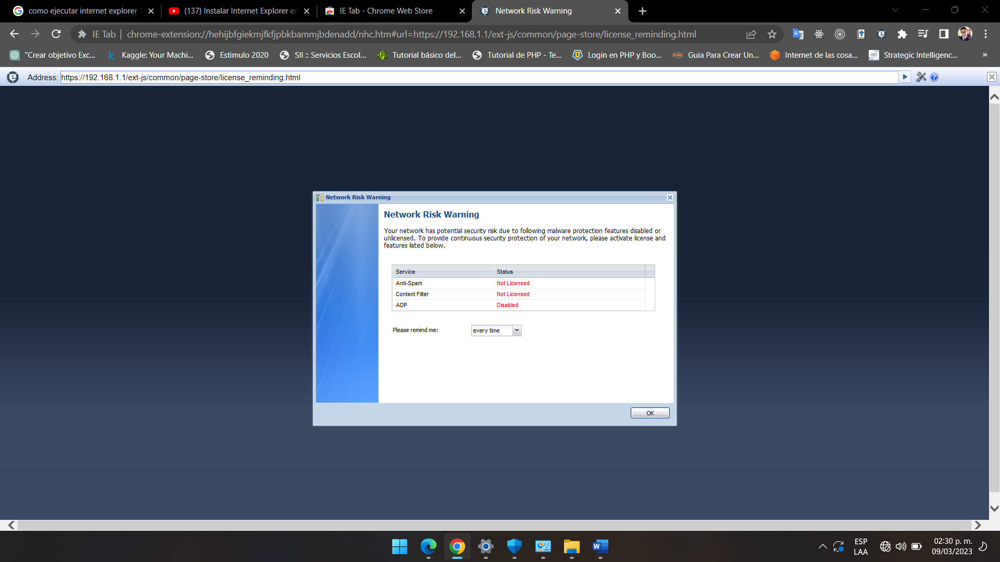 como ejecutar internet explorer 1
(137) Instalar Internet Explorer en
IE Tab - Chrome Web Store
Network Risk Warning
IE Tab
chrome-extension://hehijbfgiekmjfkfjpbkbammjbdenadd/nhc.htm#url=https://192.168.1.1/ext-js/common/page-store/license_reminding.html
"Crear objetivo Exc...
Kaggle: Your Machi...
Estimulo 2020
SII :: Servicios Escol...
Tutorial básico del...
Tutorial de PHP - Te...
Login en PHP y Boo...
Guia Para Crear Un...
Internet de las cosa...
Strategic Intelligenc...
»
Address: https://192.168.1.1/ext-js/common/page-store/license_reminding.html
Network Risk Warning
Network Risk Warning
Your network has potential security risk due to following malware protection features disabled or
unlicensed. To provide continuous security protection of your network, please activate license and
features listed below.
Service Status
Anti-Spam Not Licensed
Content Filter Not Licensed
ADP Disabled
Please remind me: every time
OK
ESP
LAA
02:30 p. m.
09/03/2023